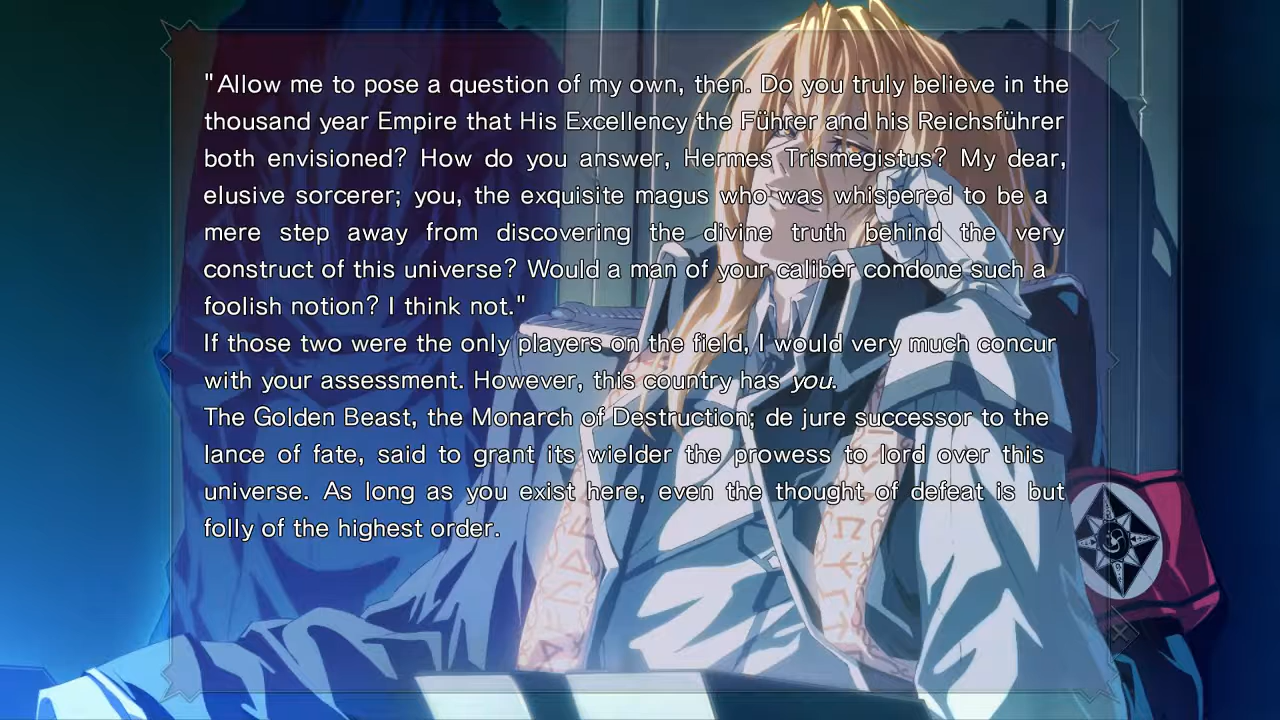 "Allow me to pose a question of my own, then. Do you truly believe in the
thousand year Empire that His Excellency the Führer and his Reichsführer
both envisioned? How do you answer, Hermes Trismegistus? My dear,
elusive sorcerer; you, the exquisite magus who was whispered to be a
mere step away from discovering the divine truth behind the very
construct of this universe? Would a man of your caliber condone such a
foolish notion? I think not."
If those two were the only players on the field, I would very much concur
with your assessment. However, this country has you.
The Golden Beast, the Monarch of Destruction; de jure successor to the
lance of fate, said to grant its wielder the prowess to lord over this
universe. As long as you exist here, even the thought of defeat is but
folly of the highest order.